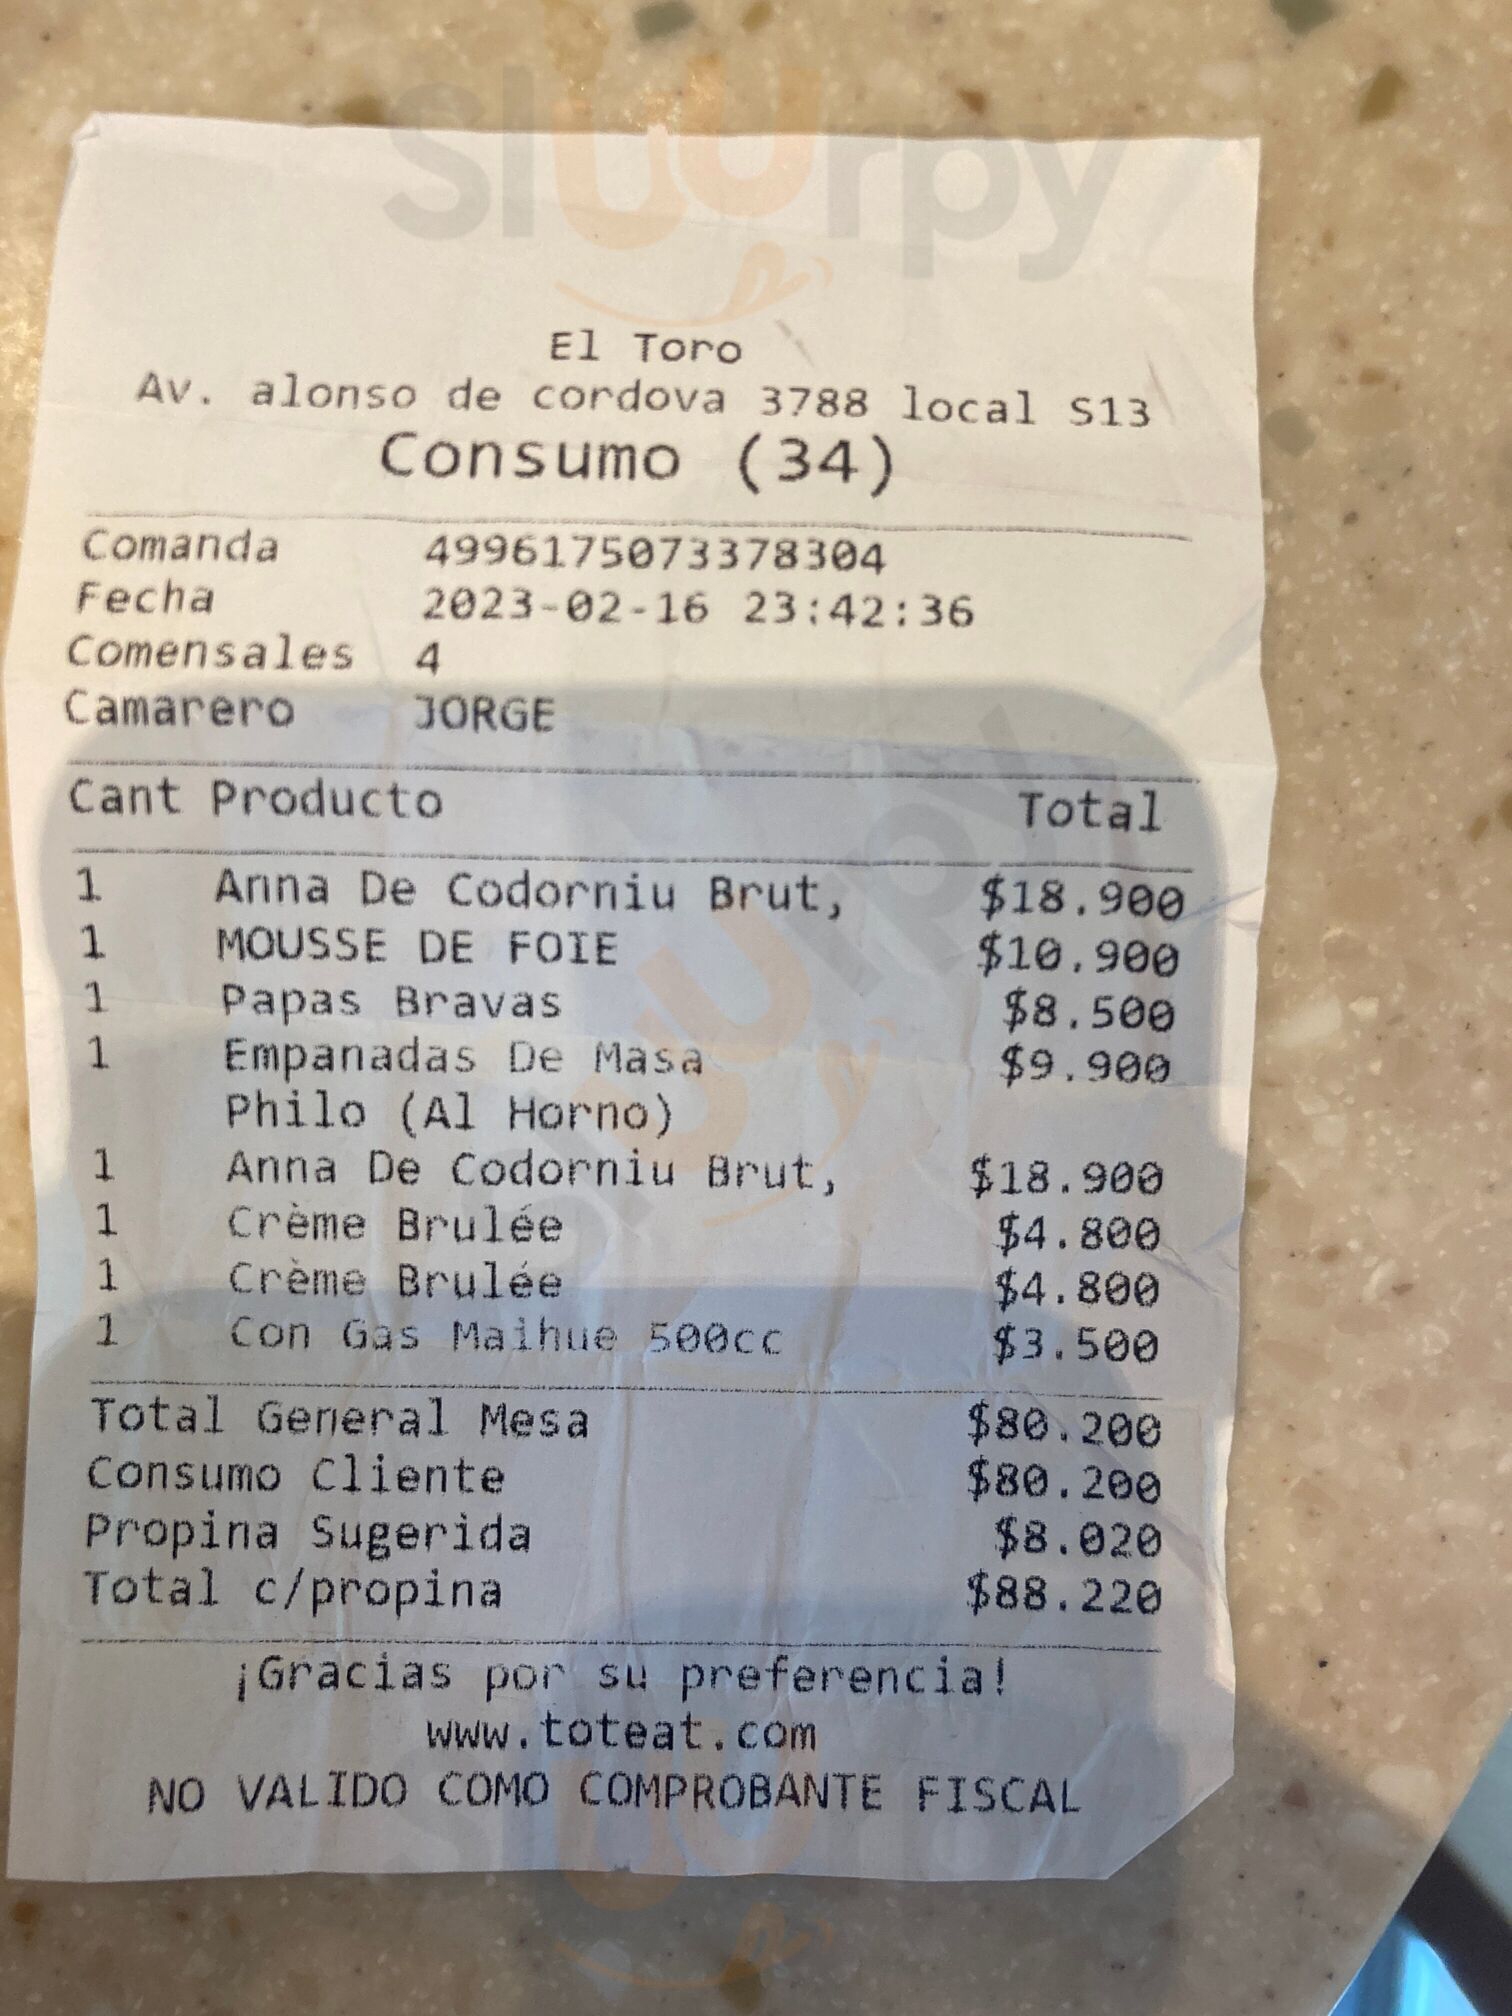 sluurpy
El Toro
Av. alonso de cordova 3788 local S13
Consumo (34)
Comanda 4996175073378304
Fecha 2023-02-16 23:42:36
Comensales 4
Camarero JORGE
Cant Producto Total
1 Anna De Codorniu Brut, $18.900
1 MOUSSE DE FOIE $10.900
1 Papas Bravas $8.500
1 Empanadas De Masa $9.900
Philo (Al Horno)
1 Anna De Codorniu Brut, $18.900
1 Crème Brulée $4.800
1 Crème Brulée $4.800
1 Con Gas Maihue 500cc $3.500
Total General Mesa $80.200
Consumo Cliente $80.200
Propina Sugerida $8.020
Total c/propina $88.220
¡Gracias por su preferencia!
www.toteat.com
NO VALIDO COMO COMPROBANTE FISCAL
sluurpy